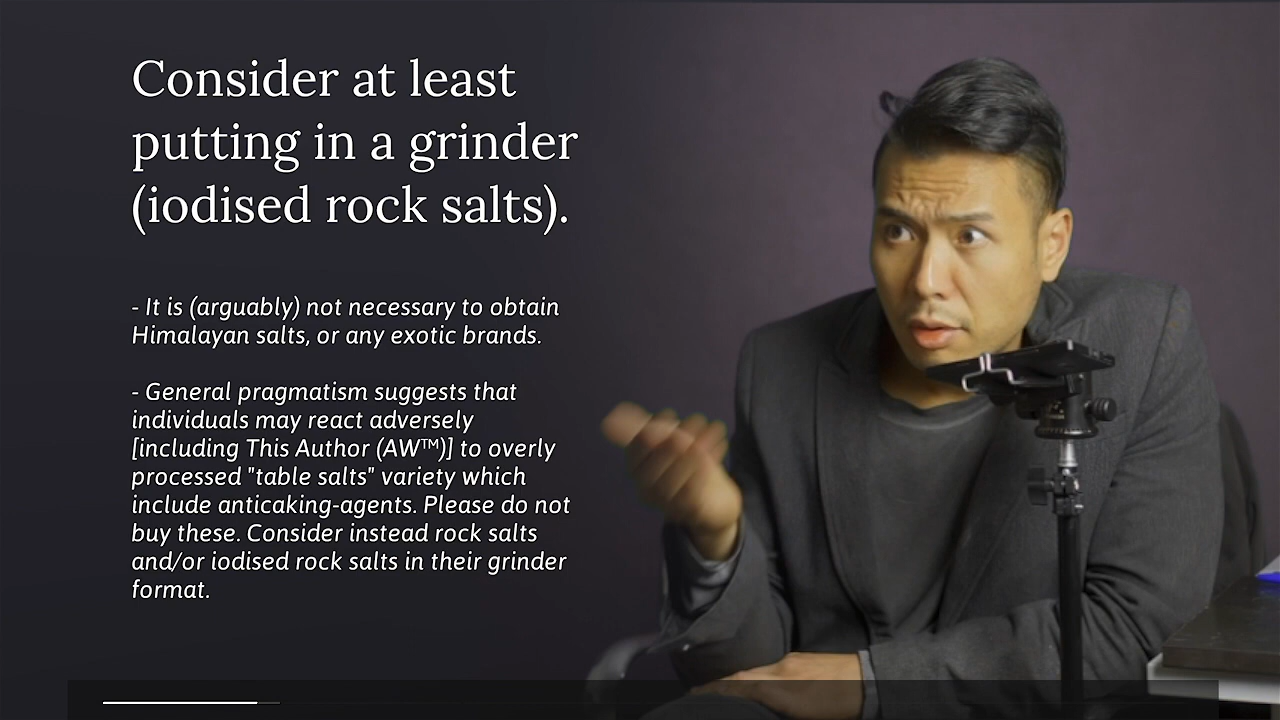 Consider at least
putting in a grinder
(iodised rock salts).
- It is (arguably) not necessary to obtain
Himalayan salts, or any exotic brands.
- General pragmatism suggests that
individuals may react adversely
[including This Author (AW™)] to overly
processed "table salts" variety which
include anticaking-agents. Please do not
buy these. Consider instead rock salts
and/or iodised rock salts in their grinder
format.